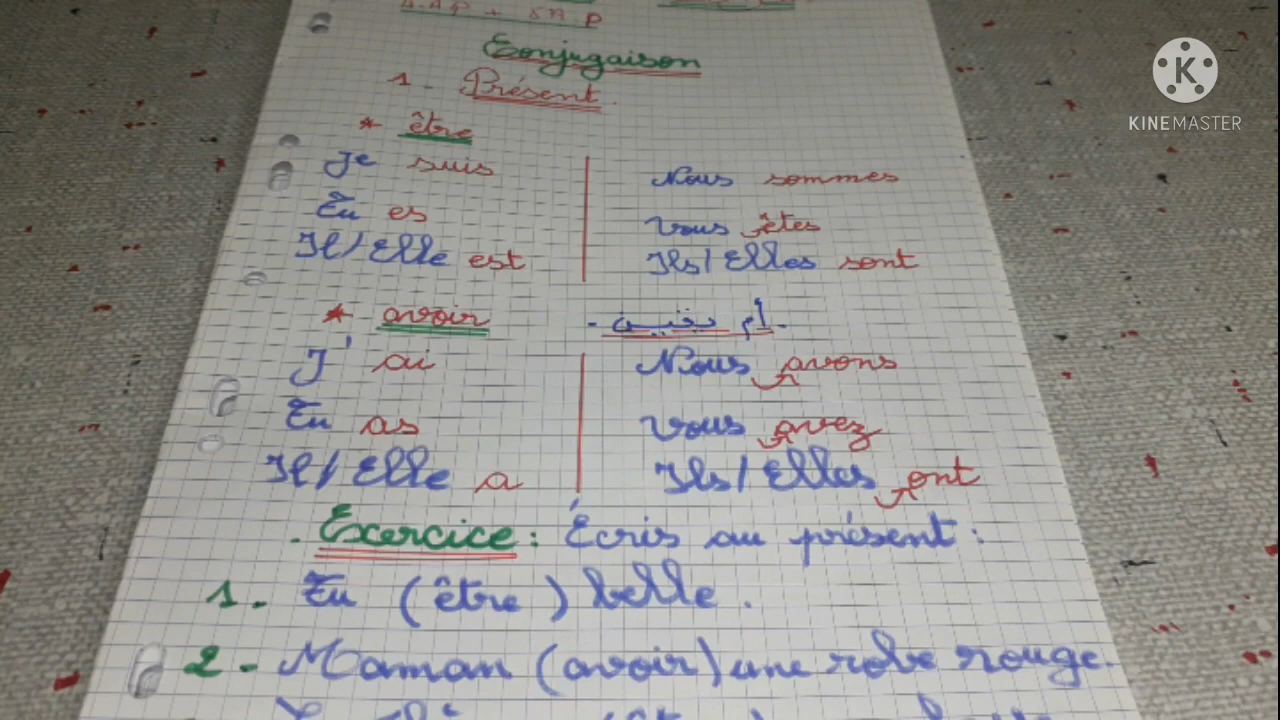 Conjugaison
1 - Présent.
* être
Je suis
Tu es
Il/Elle est
Nous sommes
Vous êtes
Ils/Elles sont
* avoir
- أم يقين -
J' ai
Tu as
Il/Elle a
Nous avons
Vous avez
Ils/Elles ont
. Exercice : Écris au présent :
1. Tu (être) belle.
2 - Maman (avoir) une robe rouge.
KINEMASTER